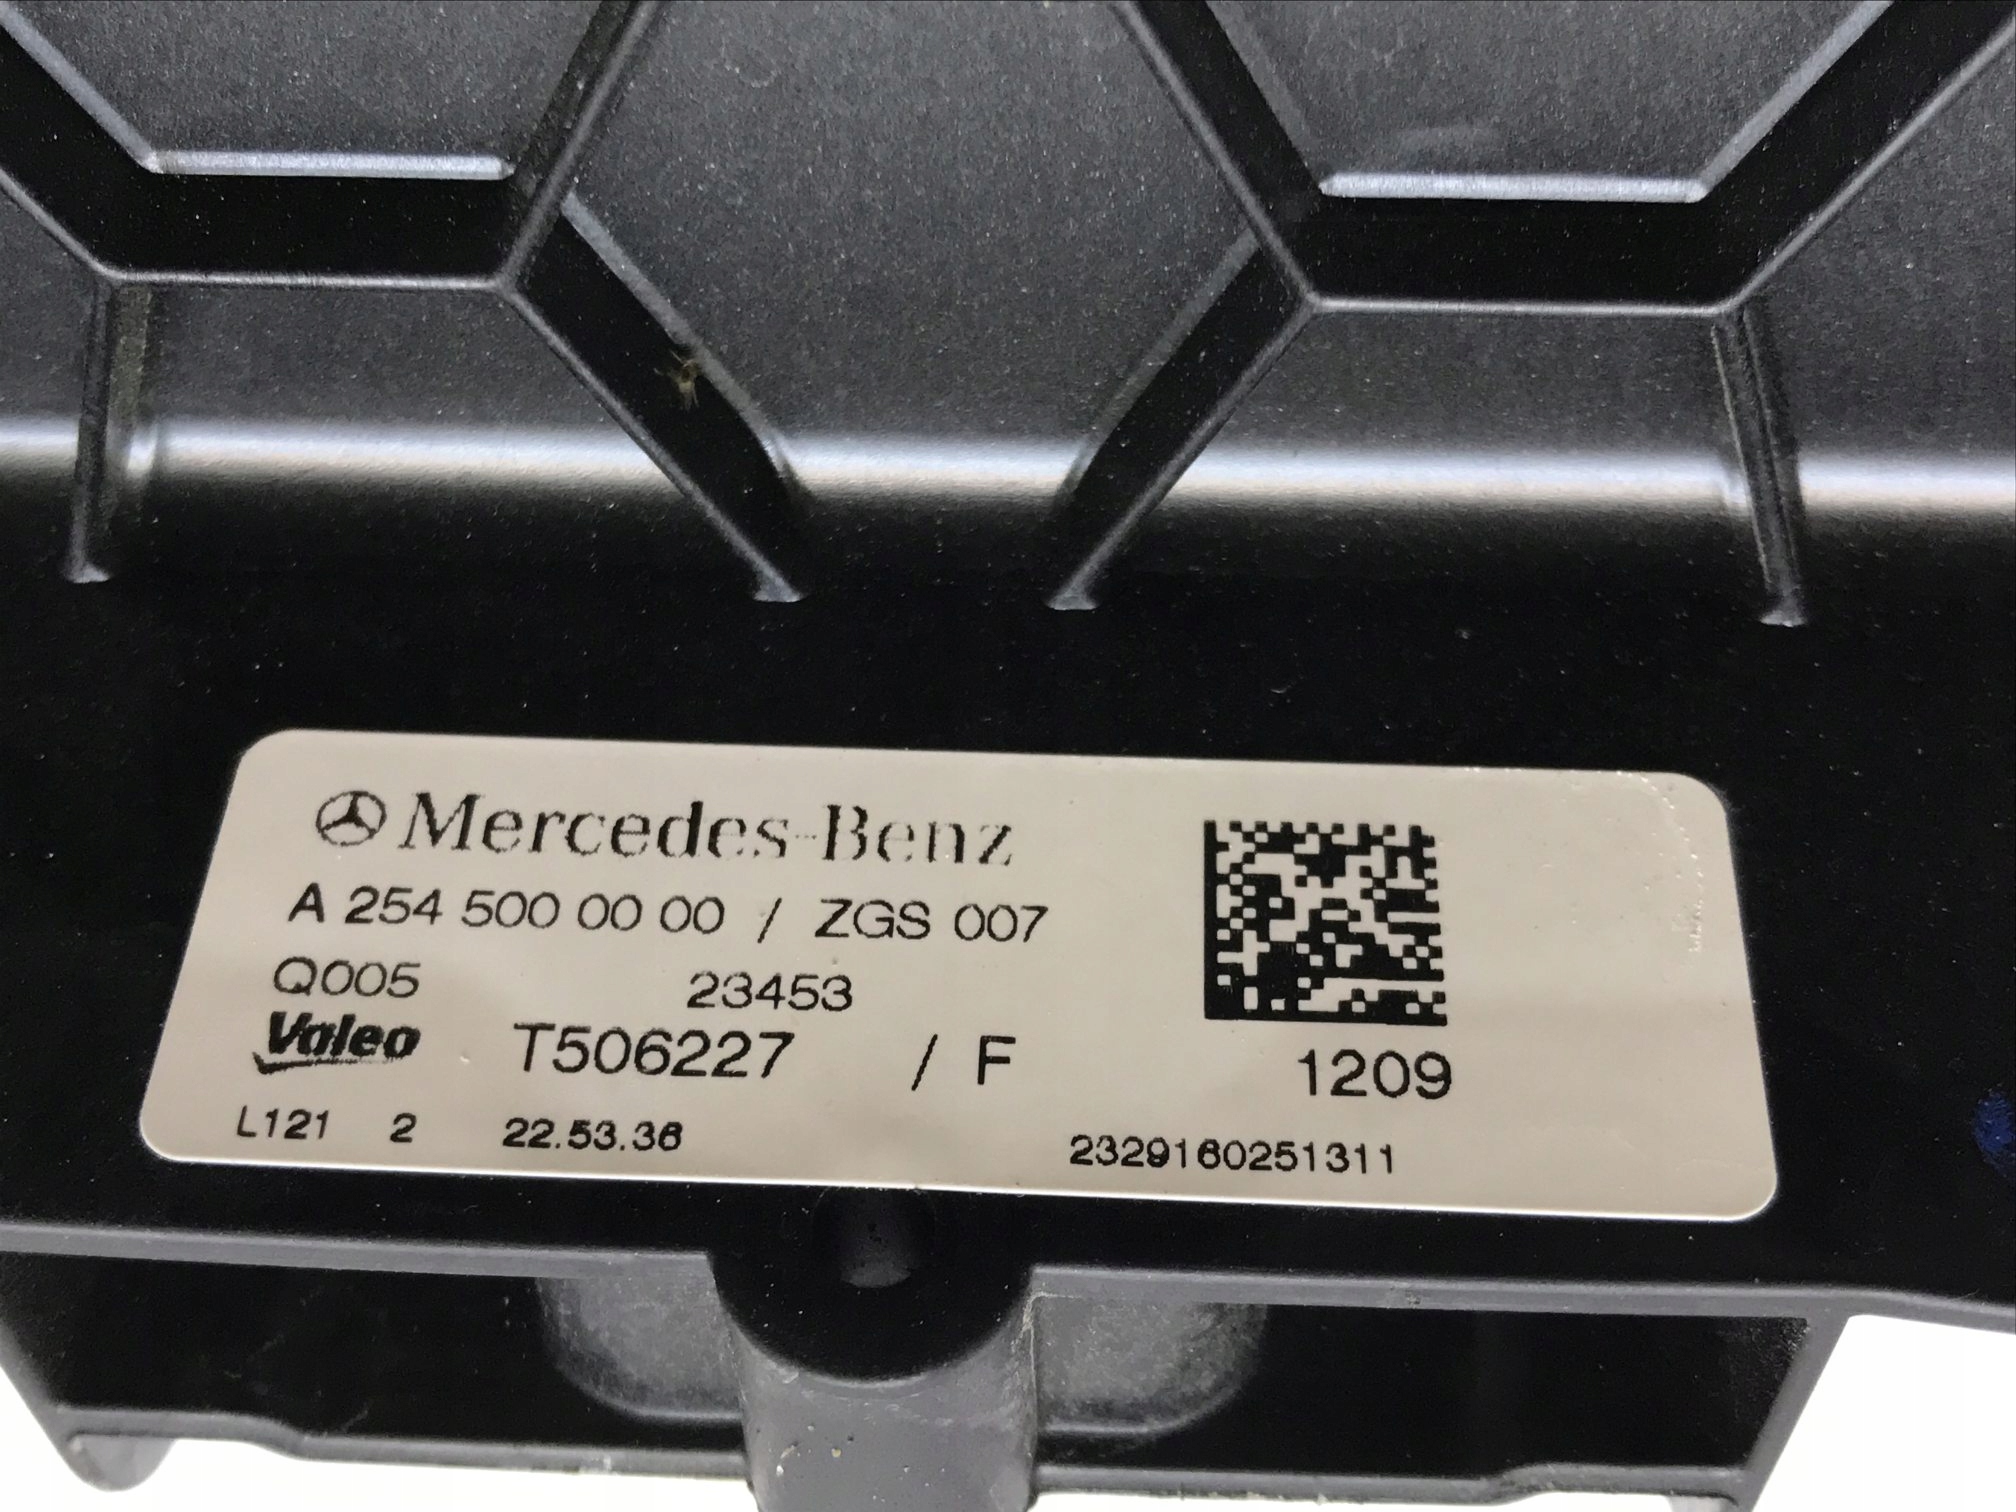 Mercedes-Benz
A 254 500 00 00 / ZGS 007
Q005 23453
Valeo T506227 / F 1209
L121 2 22.53.36 2329160251311